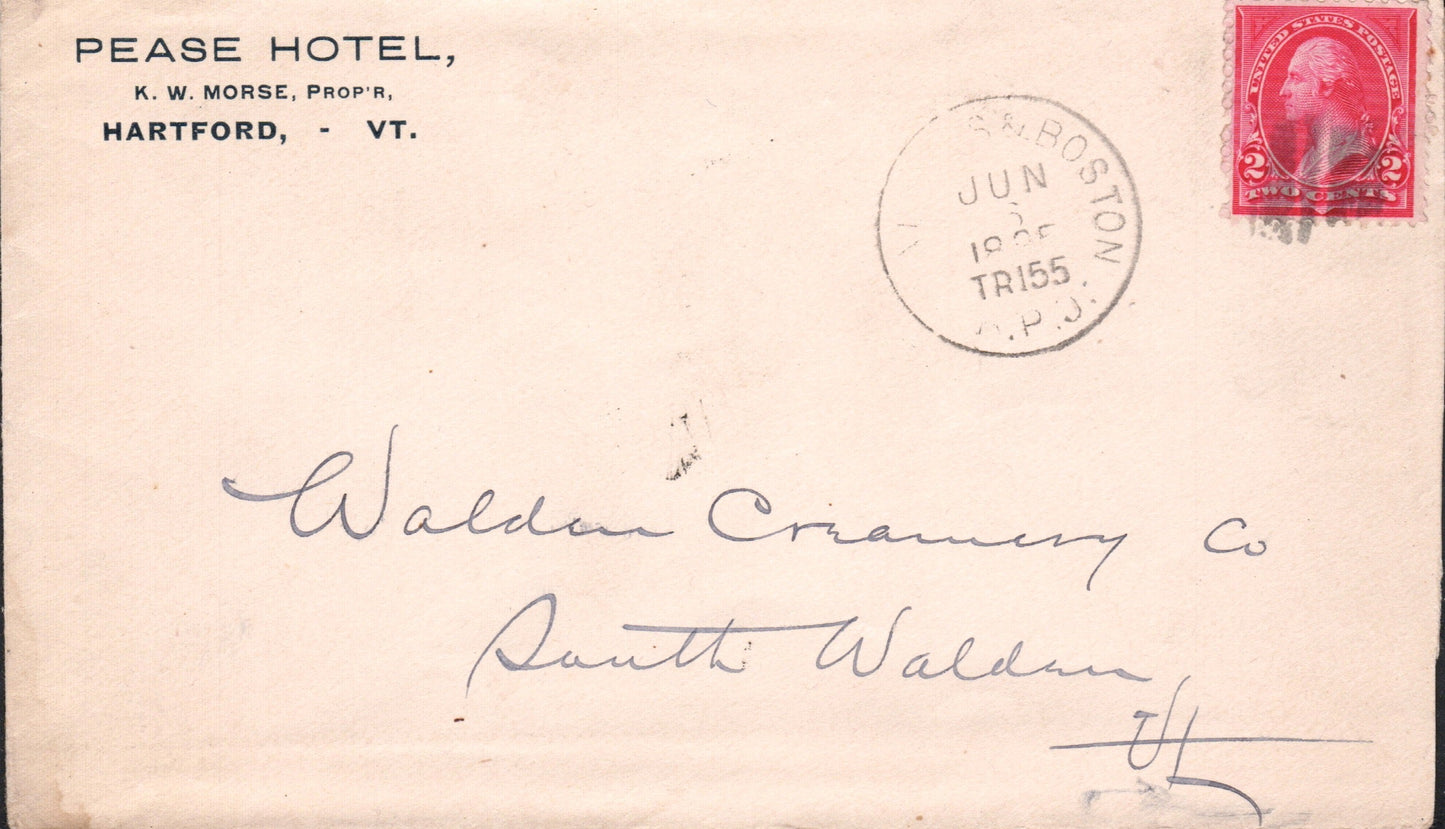 PEASE HOTEL,
K. W. MORSE, PROP'R,
HARTFORD, - VT.
S & BOSTON
JUN
TR155
R.P.O.
UNITED STATES POSTAGE
2 2
TWO CENTS
Walden Creamery Co
South Walden,
Vt